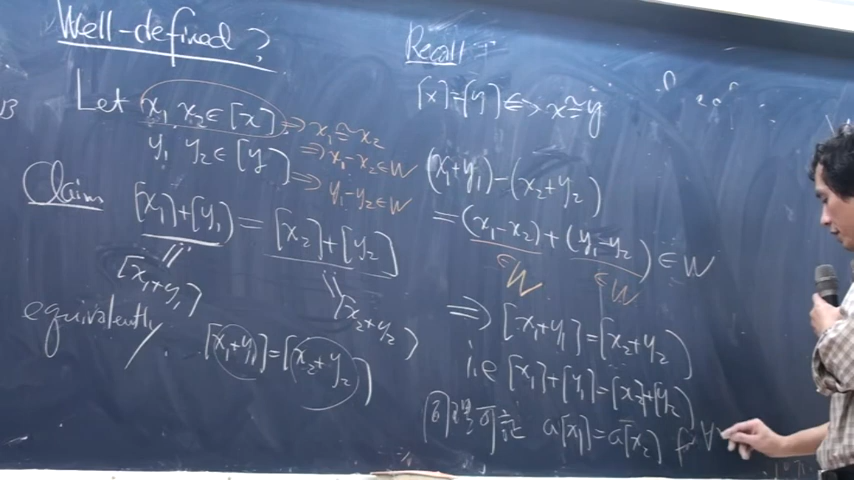 Well-defined?
Let x₁, x₂ ∈ [x] ⇒ x₁ ≅ x₂
⇒ x₁-x₂ ∈ W
y₁, y₂ ∈ [y] ⇒ y₁-y₂ ∈ W
Claim [x₁]+[y₁] = [x₂]+[y₂]
[x₁+y₁] [x₂+y₂]
equivalently, [x₁+y₁] = [x₂+y₂]
Recall
[x]=[y] ⇔ x≅y
(x₁+y₁)-(x₂+y₂)
=(x₁-x₂)+(y₁-y₂) ∈ W
∈W ∈W
⇒ [x₁+y₁]=[x₂+y₂]
i.e [x₁]+[y₁]=[x₂]+[y₂]
同理可證 a[x₁]=a[x₂] for ∀